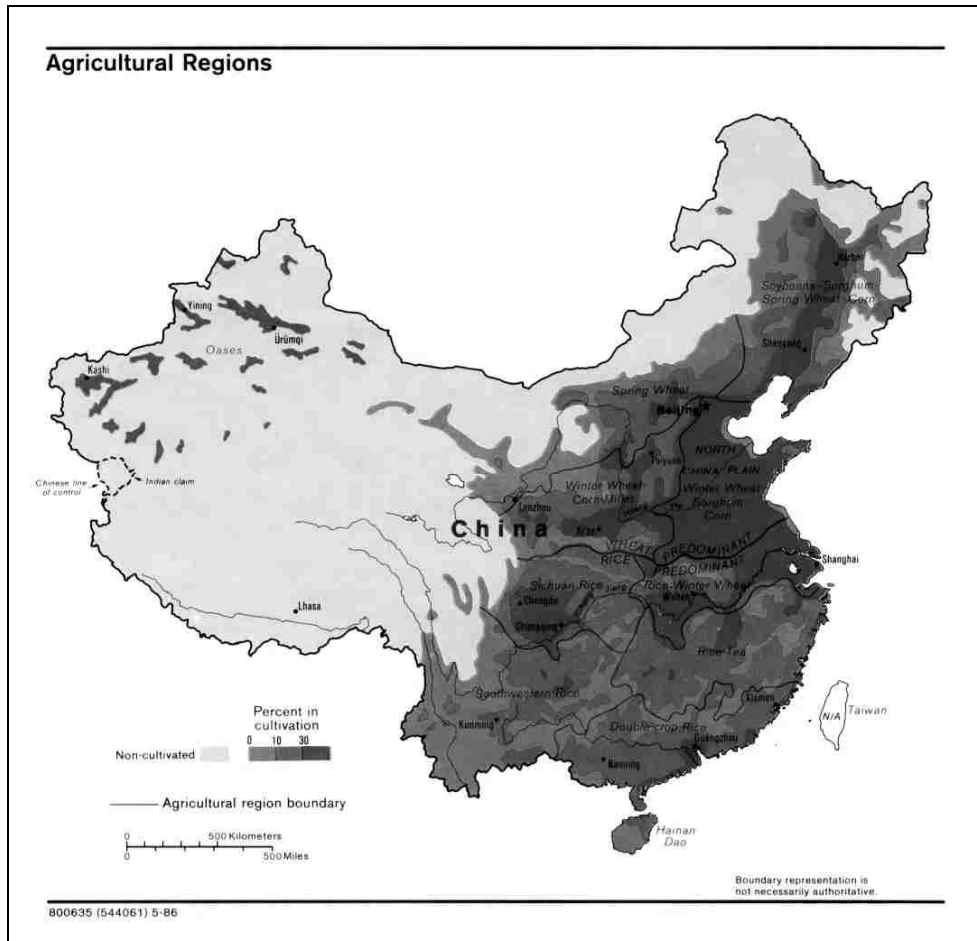 Agricultural Regions
Harbin
Soybeans-Sorghum-
Spring Wheat-Corn
Yining
Ürümqi
Oases
Shenyang
Kashi
Spring Wheat
Beijing
NORTH
CHINA PLAIN
Taiyuan
Chinese line
of control
Indian claim
Winter Wheat-
Corn-Millet
Winter Wheat-
Sorghum-
Corn
Lanzhou
China
Xi'an
WHEAT PREDOMINANT
RICE PREDOMINANT
Shanghai
Sichuan Rice
Rice-Winter Wheat
Chengdu
Wuhan
Lhasa
Chongqing
Rice-Tea
Southwestern Rice
Xiamen
Taiwan
N/A
Kunming
Double-crop Rice
Guangzhou
Nanning
Percent in
cultivation
0 10 30
Non-cultivated
Agricultural region boundary
0 500 Kilometers
0 500 Miles
Hainan
Dao
Boundary representation is
not necessarily authoritative.
800635 (544061) 5-86